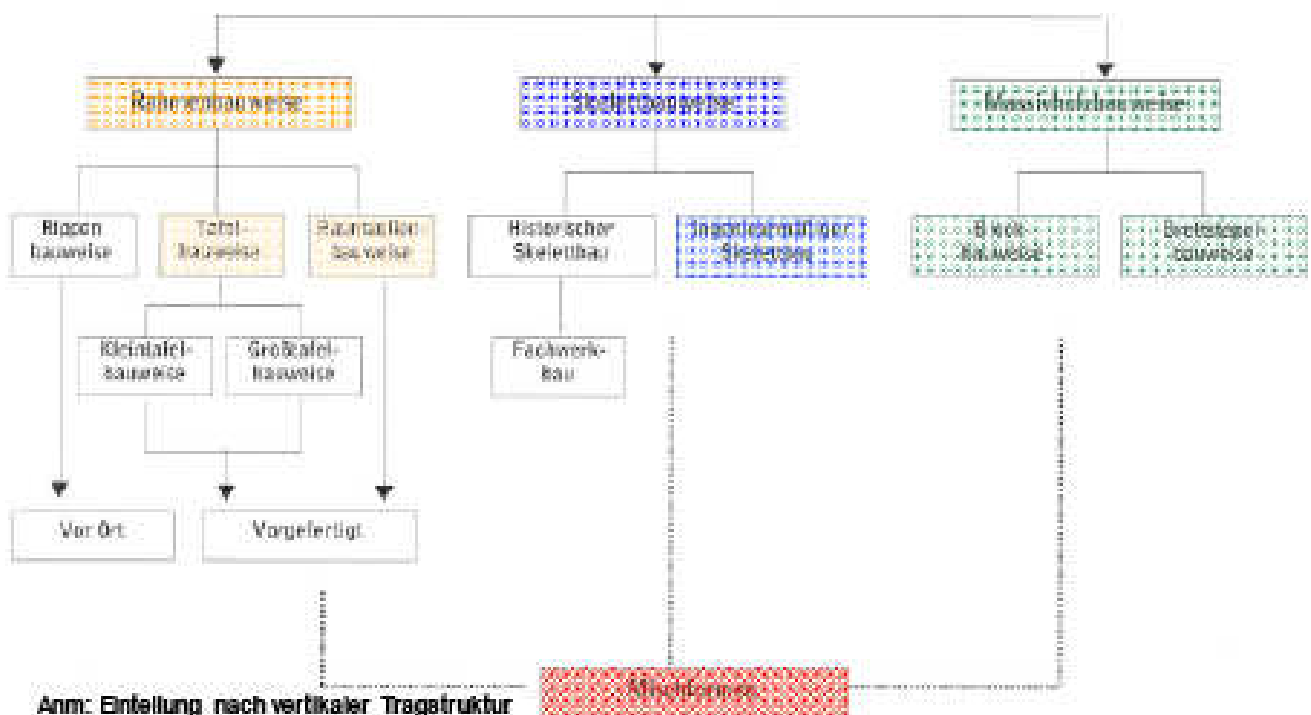 Rahmenbauweise
Skelettbauweise
Massivholzbauweise
Rippen
bauweise
Tafel-
bauweise
Raumzellen-
bauweise
Historischer
Skelettbau
Ingenieurmäßiger
Skelettbau
Block-
bauweise
Brettstapel-
bauweise
Kleintafel-
bauweise
Großtafel-
bauweise
Fachwerk-
bau
Vor Ort
Vorgefertigt
Mischformen
Anm: Einteilung nach vertikaler Tragstruktur